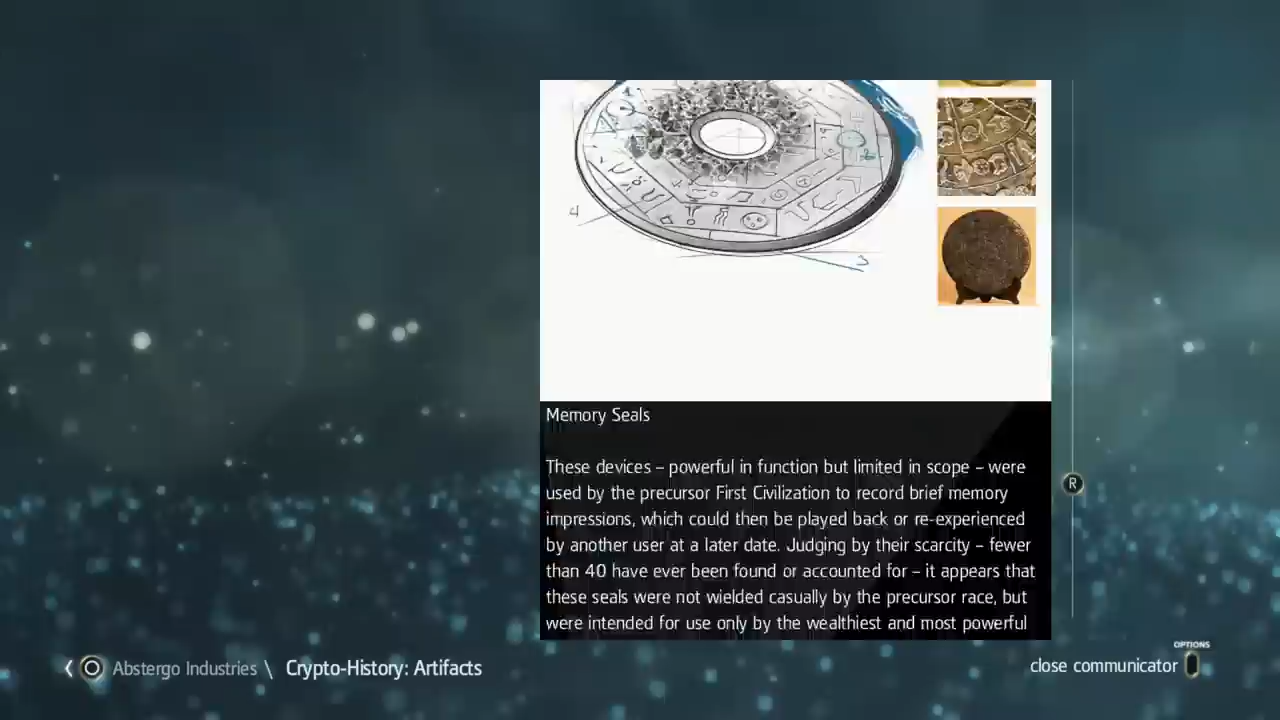 4
3
Memory Seals
These devices – powerful in function but limited in scope – were
used by the precursor First Civilization to record brief memory
impressions, which could then be played back or re-experienced
by another user at a later date. Judging by their scarcity – fewer
than 40 have ever been found or accounted for – it appears that
these seals were not wielded casually by the precursor race, but
were intended for use only by the wealthiest and most powerful
R
OPTIONS
Abstergo Industries \ Crypto-History: Artifacts
close communicator